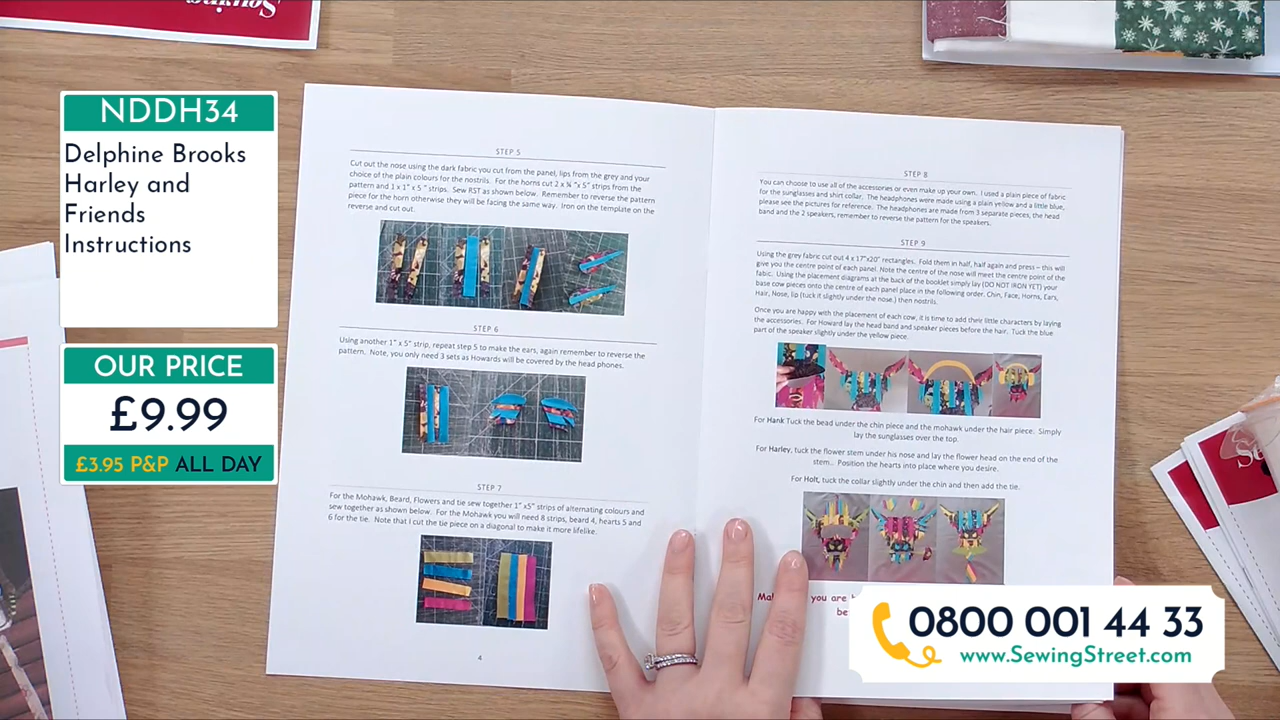 Sewing
NDDH34
Delphine Brooks
Harley and
Friends
Instructions
OUR PRICE
£9.99
£3.95 P&P ALL DAY
STEP 5
Cut out the nose using the dark fabric you cut from the panel, lips from the grey and your
choice of the plain colours for the nostrils. For the horns cut 2 x ¾ "x 5" strips from the
pattern and 1 x 1" x 5 " strips. Sew RST as shown below. Remember to reverse the pattern
piece for the horn otherwise they will be facing the same way. Iron on the template on the
reverse and cut out.
STEP 6
Using another 1" x 5" strip, repeat step 5 to make the ears, again remember to reverse the
pattern. Note, you only need 3 sets as Howards will be covered by the head phones.
STEP 7
For the Mohawk, Beard, Flowers and tie sew together 1" x5" strips of alternating colours and
sew together as shown below. For the Mohawk you will need 8 strips, beard 4, hearts 5 and
6 for the tie. Note that I cut the tie piece on a diagonal to make it more lifelike.
4
STEP 8
You can choose to use all of the accessories or even make up your own. I used a plain piece of fabric
for the sunglasses and shirt collar. The headphones were made using a plain yellow and a little blue,
please see the pictures for reference. The headphones are made from 3 separate pieces, the head
band and the 2 speakers, remember to reverse the pattern for the speakers.
STEP 9
Using the grey fabric cut out 4 x 17"x20" rectangles. Fold them in half, half again and press – this will
give you the centre point of each panel. Note the centre of the nose will meet the centre point of the
fabic. Using the placement diagrams at the back of the booklet simply lay (DO NOT IRON YET) your
base cow pieces onto the centre of each panel place in the following order. Chin, Face, Horns, Ears,
Hair, Nose, lip (tuck it slightly under the nose) then nostrils.
Once you are happy with the placement of each cow, it is time to add their little characters by laying
the accessories. For Howard lay the head band and speaker pieces before the hair. Tuck the blue
part of the speaker slightly under the yellow piece.
For Hank Tuck the bead under the chin piece and the mohawk under the hair piece. Simply
lay the sunglasses over the top.
For Harley, tuck the flower stem under his nose and lay the flower head on the end of the
stem.. Position the hearts into place where you desire.
For Holt, tuck the collar slightly under the chin and then add the tie.
you are
0800 001 44 33
www.SewingStreet.com